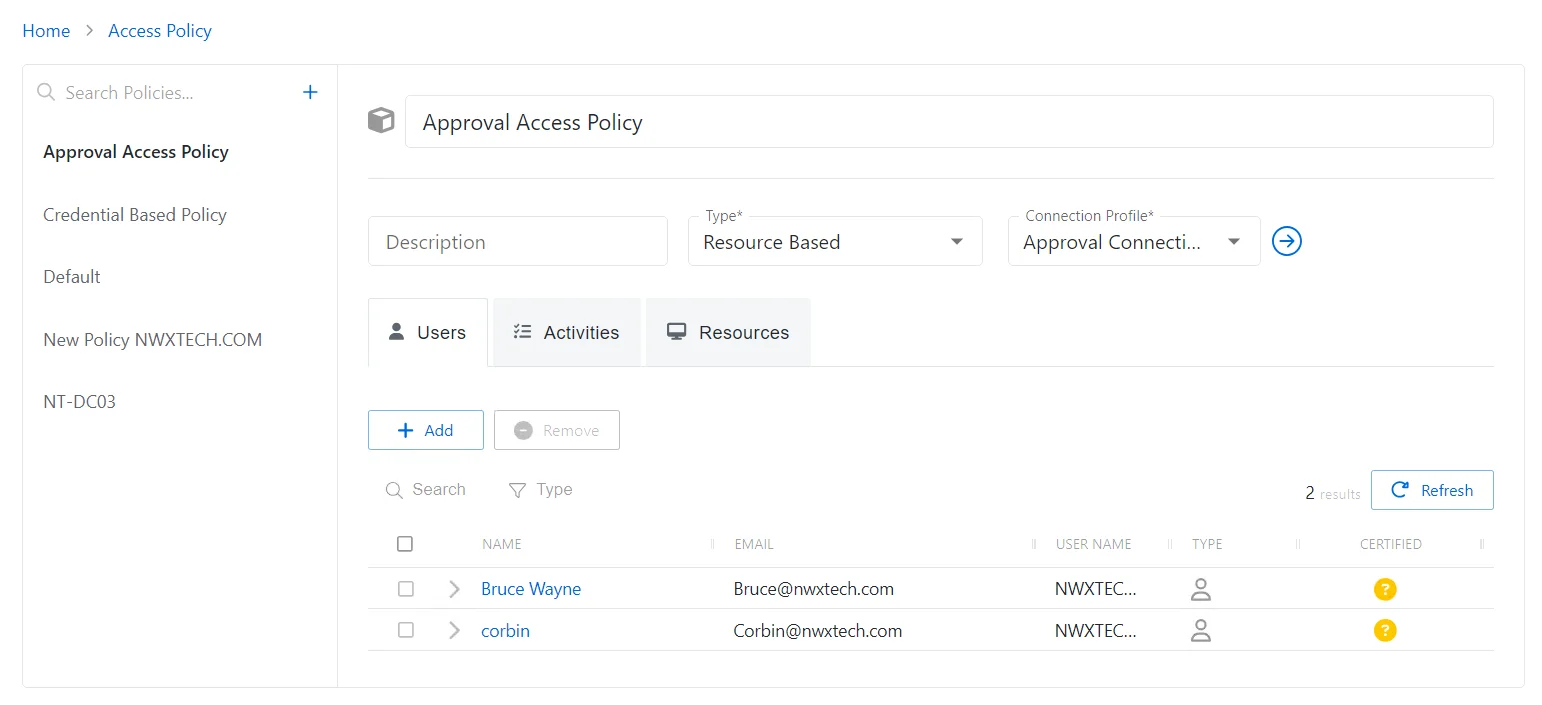 Home > Access Policy
Search Policies...
+
Approval Access Policy
Credential Based Policy
Default
New Policy NWXTECH.COM
NT-DC03
Approval Access Policy
Description
Type*
Resource Based
Connection Profile*
Approval Connecti...
Users Activities Resources
+ Add Remove
Search Type 2 results Refresh
NAME EMAIL USER NAME TYPE CERTIFIED
Bruce Wayne Bruce@nwxtech.com NWXTEC... ?
corbin Corbin@nwxtech.com NWXTEC... ?